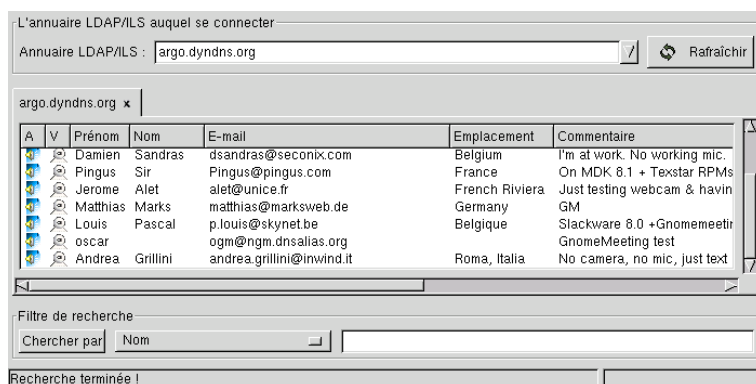 L'annuaire LDAP/ILS auquel se connecter
Annuaire LDAP/ILS : argo.dyndns.org Rafraîchir
argo.dyndns.org x
A V Prénom Nom E-mail Emplacement Commentaire
Damien Sandras dsandras@seconix.com Belgium I'm at work. No working mic.
Pingus Sir Pingus@pingus.com France On MDK 8.1 + Texstar RPMs
Jerome Alet alet@unice.fr French Riviera Just testing webcam & havin
Matthias Marks matthias@marksweb.de Germany GM
Louis Pascal p.louis@skynet.be Belgique Slackware 8.0 +Gnomemeetin
oscar ogm@ngm.dnsalias.org GnomeMeeting test
Andrea Grillini andrea.grillini@inwind.it Roma, Italia No camera, no mic, just text
Filtre de recherche
Chercher par Nom
Recherche terminée !